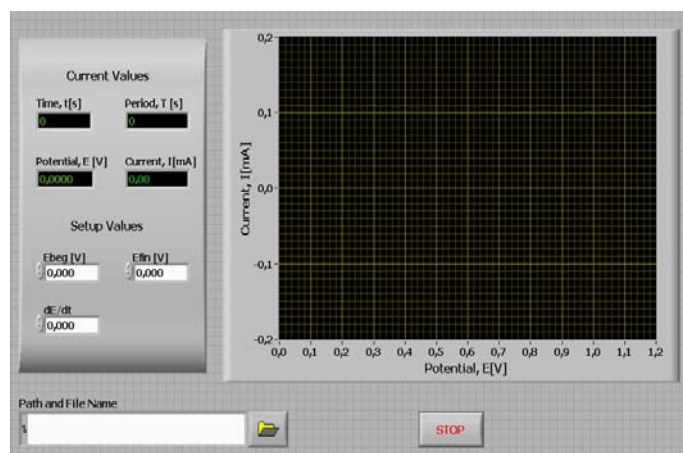 Current Values
Time, t[s] Period, T [s]
0 0
Potential, E [V] Current, I[mA]
0,0000 0,00
Setup Values
Ebeg [V] Efin [V]
0,000 0,000
dE/dt
0,000
Current, I[mA]
0,2
0,1
0,0
-0,1
-0,2
0,0 0,1 0,2 0,3 0,4 0,5 0,6 0,7 0,8 0,9 1,0 1,1 1,2
Potential, E[V]
Path and File Name
STOP